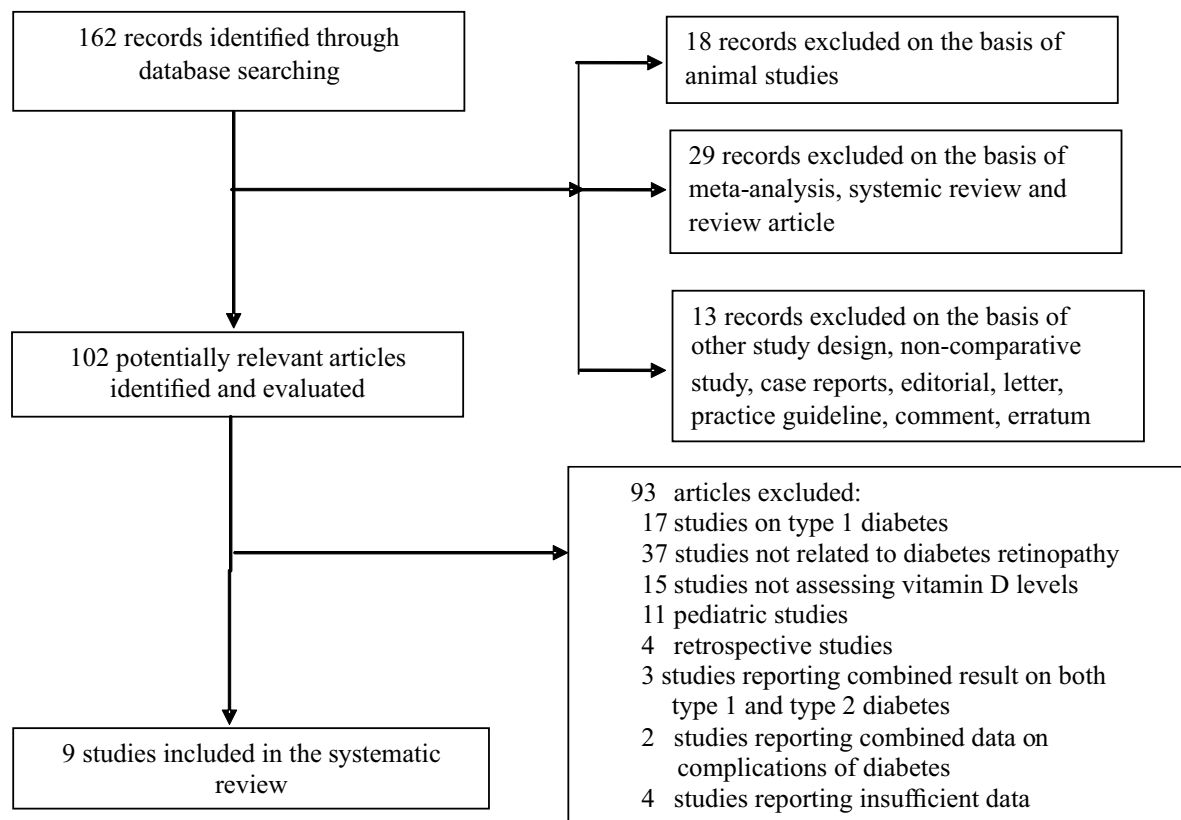 162 records identified through
database searching
18 records excluded on the basis of
animal studies
29 records excluded on the basis of
meta-analysis, systemic review and
review article
13 records excluded on the basis of
other study design, non-comparative
study, case reports, editorial, letter,
practice guideline, comment, erratum
102 potentially relevant articles
identified and evaluated
93 articles excluded:
17 studies on type 1 diabetes
37 studies not related to diabetes retinopathy
15 studies not assessing vitamin D levels
11 pediatric studies
4 retrospective studies
3 studies reporting combined result on both
type 1 and type 2 diabetes
2 studies reporting combined data on
complications of diabetes
4 studies reporting insufficient data
9 studies included in the systematic
review